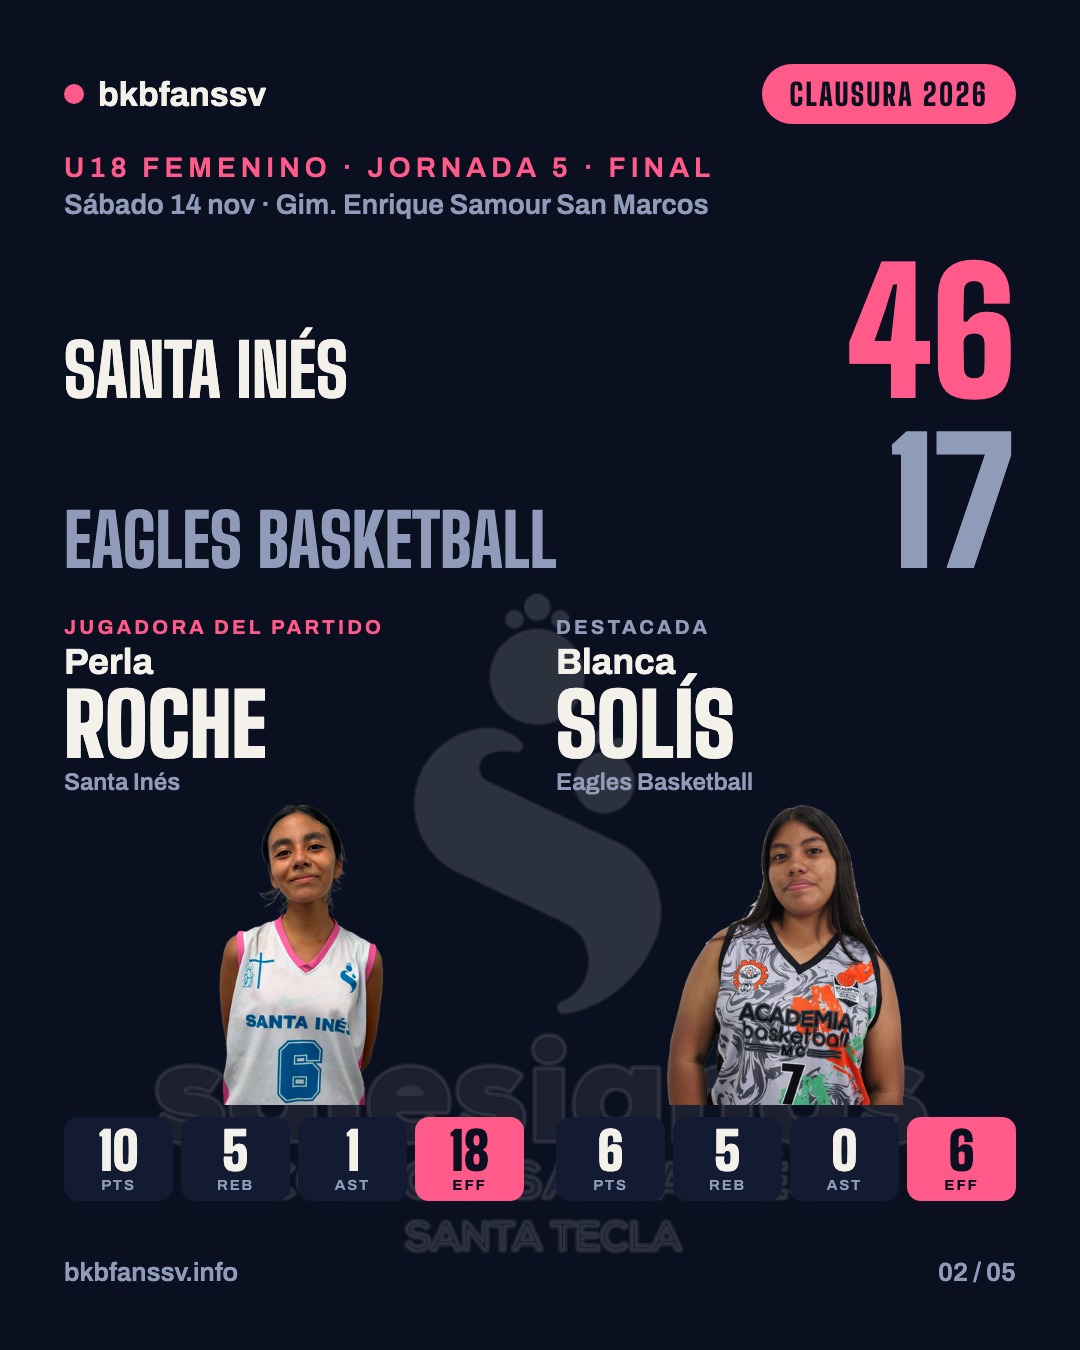 bkbfanssv
CLAUSURA 2026
U18 FEMENINO · JORNADA 5 · FINAL
Sábado 14 nov · Gim. Enrique Samour San Marcos
SANTA INÉS
46
EAGLES BASKETBALL
17
JUGADORA DEL PARTIDO
Perla
ROCHE
Santa Inés
DESTACADA
Blanca
SOLÍS
Eagles Basketball
SANTA INÉS
6
ACADEMIA
basketball
MG
7
10
PTS
5
REB
1
AST
18
EFF
6
PTS
5
REB
0
AST
6
EFF
SANTA TECLA
bkbfanssv.info
02 / 05